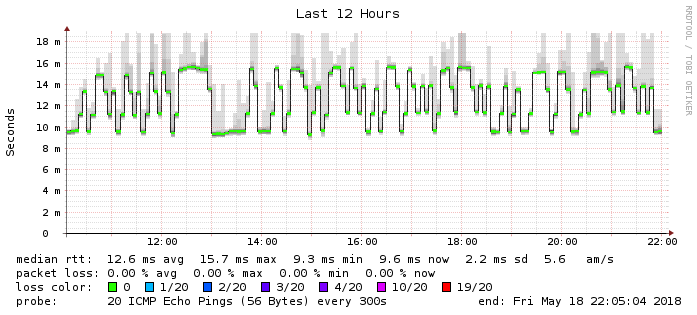 Last 12 Hours
RRDTOOL / TOBI OETIKER
Seconds
18 m
16 m
14 m
12 m
10 m
8 m
6 m
4 m
2 m
0
12:00 14:00 16:00 18:00 20:00 22:00
median rtt: 12.6 ms avg 15.7 ms max 9.3 ms min 9.6 ms now 2.2 ms sd 5.6 am/s
packet loss: 0.00 % avg 0.00 % max 0.00 % min 0.00 % now
loss color: 0 1/20 2/20 3/20 4/20 10/20 19/20
probe: 20 ICMP Echo Pings (56 Bytes) every 300s end: Fri May 18 22:05:04 2018